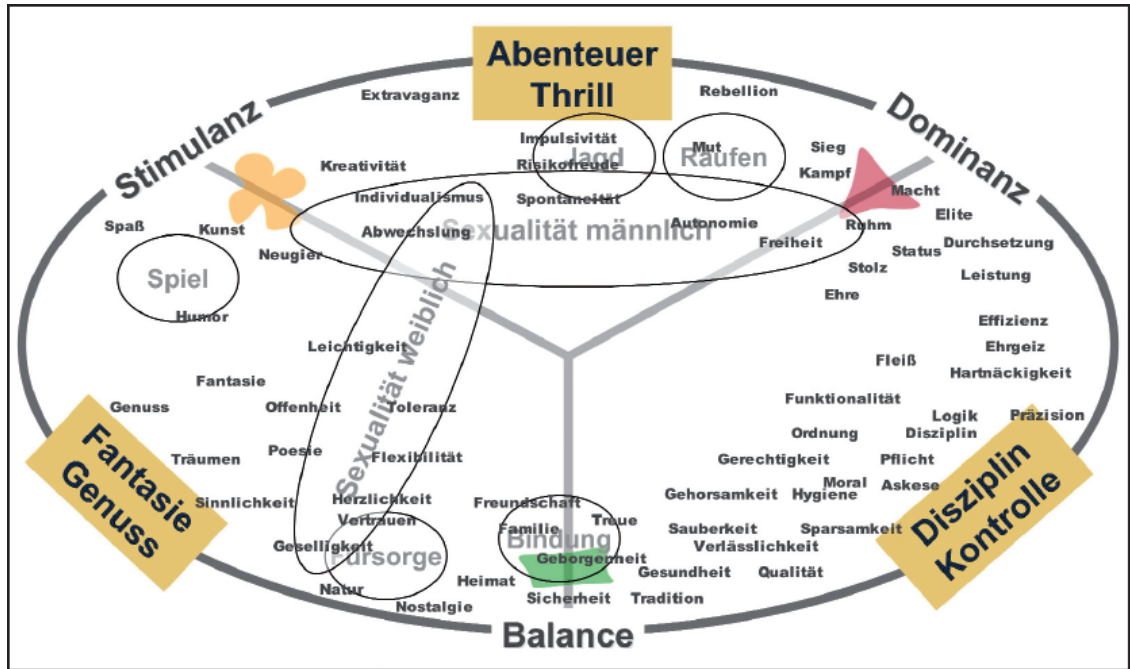 Abenteuer
Thrill
Extravaganz
Rebellion
Stimulanz
Dominanz
Impulsivität
Jagd
Risikofreude
Mut
Raufen
Sieg
Kampf
Kreativität
Individualismus
Spontaneität
Macht
Spaß
Kunst
Abwechslung
Sexualität männlich
Autonomie
Freiheit
Ruhm
Elite
Status
Durchsetzung
Neugier
Stolz
Leistung
Spiel
Ehre
Humor
Effizienz
Leichtigkeit
Sexualität weiblich
Fleiß
Ehrgeiz
Hartnäckigkeit
Fantasie
Genuss
Offenheit
Toleranz
Funktionalität
Logik
Präzision
Ordnung
Disziplin
Fantasie
Genuss
Träumen
Poesie
Flexibilität
Gerechtigkeit
Pflicht
Moral
Askese
Disziplin
Kontrolle
Sinnlichkeit
Herzlichkeit
Freundschaft
Gehorsamkeit
Hygiene
Vertrauen
Familie
Treue
Sauberkeit
Sparsamkeit
Geselligkeit
Fürsorge
Bindung
Geborgenheit
Verlässlichkeit
Natur
Heimat
Gesundheit
Qualität
Nostalgie
Sicherheit
Tradition
Balance